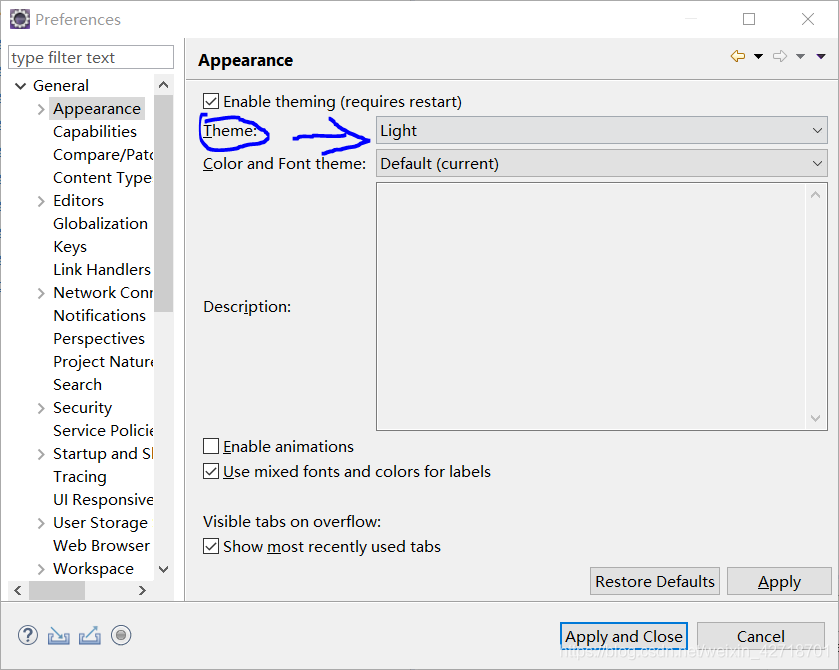 Preferences
type filter text
General
Appearance
Capabilities
Compare/Patc
Content Type
Editors
Globalization
Keys
Link Handlers
Network Conn
Notifications
Perspectives
Project Nature
Search
Security
Service Policie
Startup and Sh
Tracing
UI Responsive
User Storage
Web Browser
Workspace
Appearance
Enable theming (requires restart)
Theme: Light
Color and Font theme: Default (current)
Description:
Enable animations
Use mixed fonts and colors for labels
Visible tabs on overflow:
Show most recently used tabs
Restore Defaults Apply
Apply and Close Cancel
https://blog.csdn.net/weixin_42718701